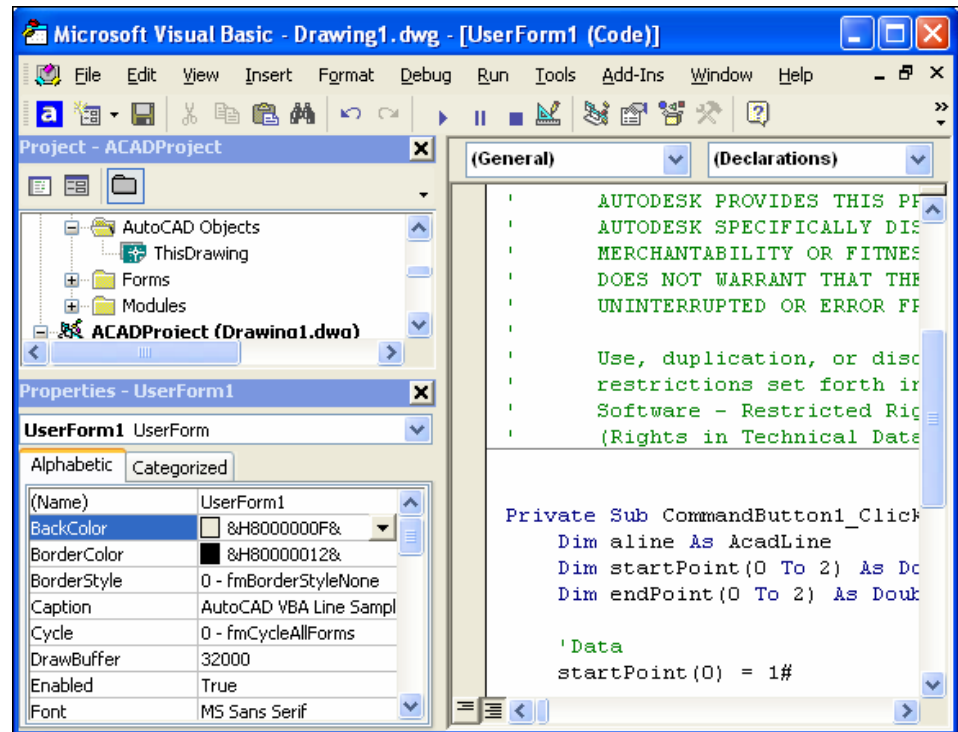 Microsoft Visual Basic - Drawing1.dwg - [UserForm1 (Code)]
File Edit View Insert Format Debug Run Tools Add-Ins Window Help
Project - ACADProject
AutoCAD Objects
ThisDrawing
Forms
Modules
ACADProject (Drawing1.dwg)
Properties - UserForm1
UserForm1 UserForm
Alphabetic Categorized
(Name) UserForm1
BackColor &H8000000F&
BorderColor &H80000012&
BorderStyle 0 - fmBorderStyleNone
Caption AutoCAD VBA Line Sampl
Cycle 0 - fmCycleAllForms
DrawBuffer 32000
Enabled True
Font MS Sans Serif
(General) (Declarations)
' AUTODESK PROVIDES THIS
' AUTODESK SPECIFICALLY DIS
' MERCHANTABILITY OR FITNES
' DOES NOT WARRANT THAT THE
' UNINTERRUPTED OR ERROR
'
' Use, duplication, or disc
' restrictions set forth in
' Software - Restricted Rig
' (Rights in Technical Data
Private Sub CommandButton1_Click
Dim aline As AcadLine
Dim startPoint(0 To 2) As Do
Dim endPoint(0 To 2) As Doub
'Data
startPoint(0) = 1#